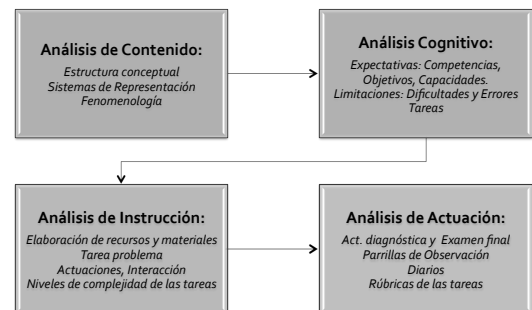 Análisis de Contenido:
Estructura conceptual
Sistemas de Representación
Fenomenología
Análisis Cognitivo:
Expectativas: Competencias,
Objetivos, Capacidades.
Limitaciones: Dificultades y Errores
Tareas
Análisis de Instrucción:
Elaboración de recursos y materiales
Tarea problema
Actuaciones, Interacción
Niveles de complejidad de las tareas
Análisis de Actuación:
Act. diagnóstica y Examen final
Parrillas de Observación
Diarios
Rúbricas de las tareas